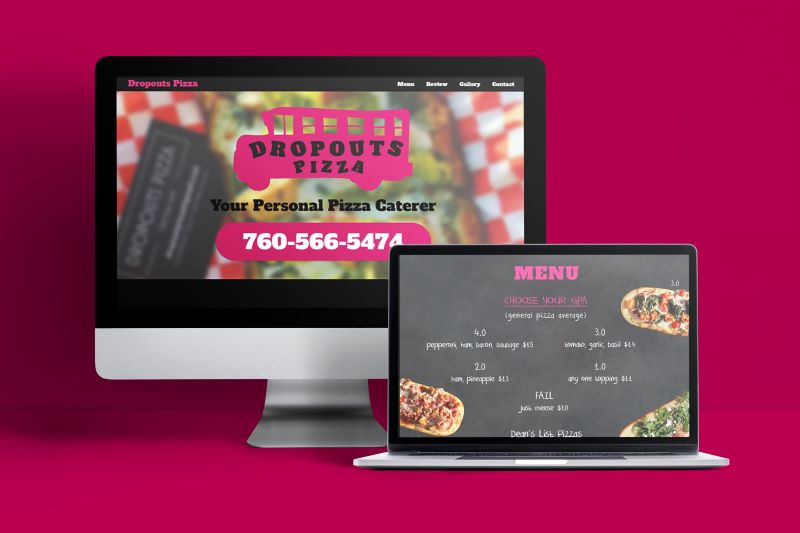 Dropouts Pizza
Menu Review Gallery Contact
DROPOUTS
PIZZA
Your Personal Pizza Caterer
760-566-5474
DROPOUTS PIZZA
MENU
CHOOSE YOUR GPA
(general pizza average)
3.0
4.0
pepperoni, ham, bacon, sausage $15
3.0
tomato, garlic, basil $14
2.0
ham, pineapple $13
1.0
any one topping $11
FAIL
just cheese $10
Dean's List Pizzas